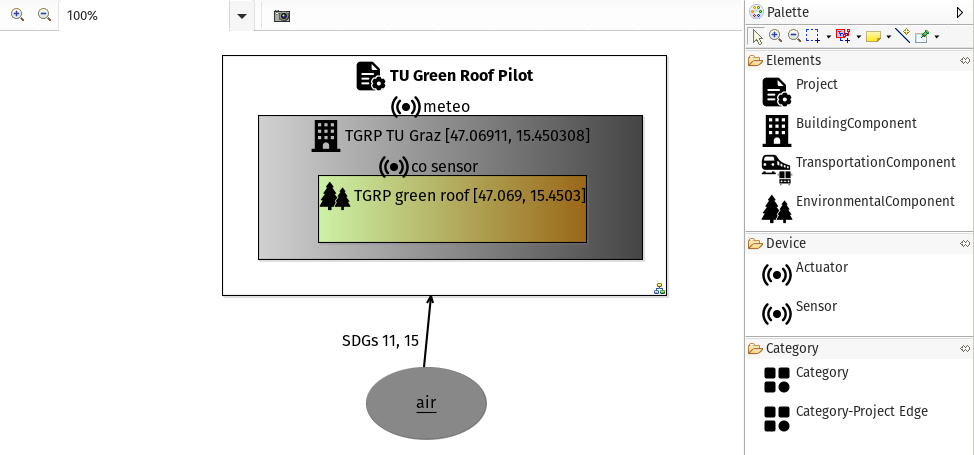 100%
TU Green Roof Pilot
meteo
TGRP TU Graz [47.06911, 15.450308]
co sensor
TGRP green roof [47.069, 15.4503]
SDGs 11, 15
air
Palette
Elements
Project
BuildingComponent
TransportationComponent
EnvironmentalComponent
Device
Actuator
Sensor
Category
Category
Category-Project Edge